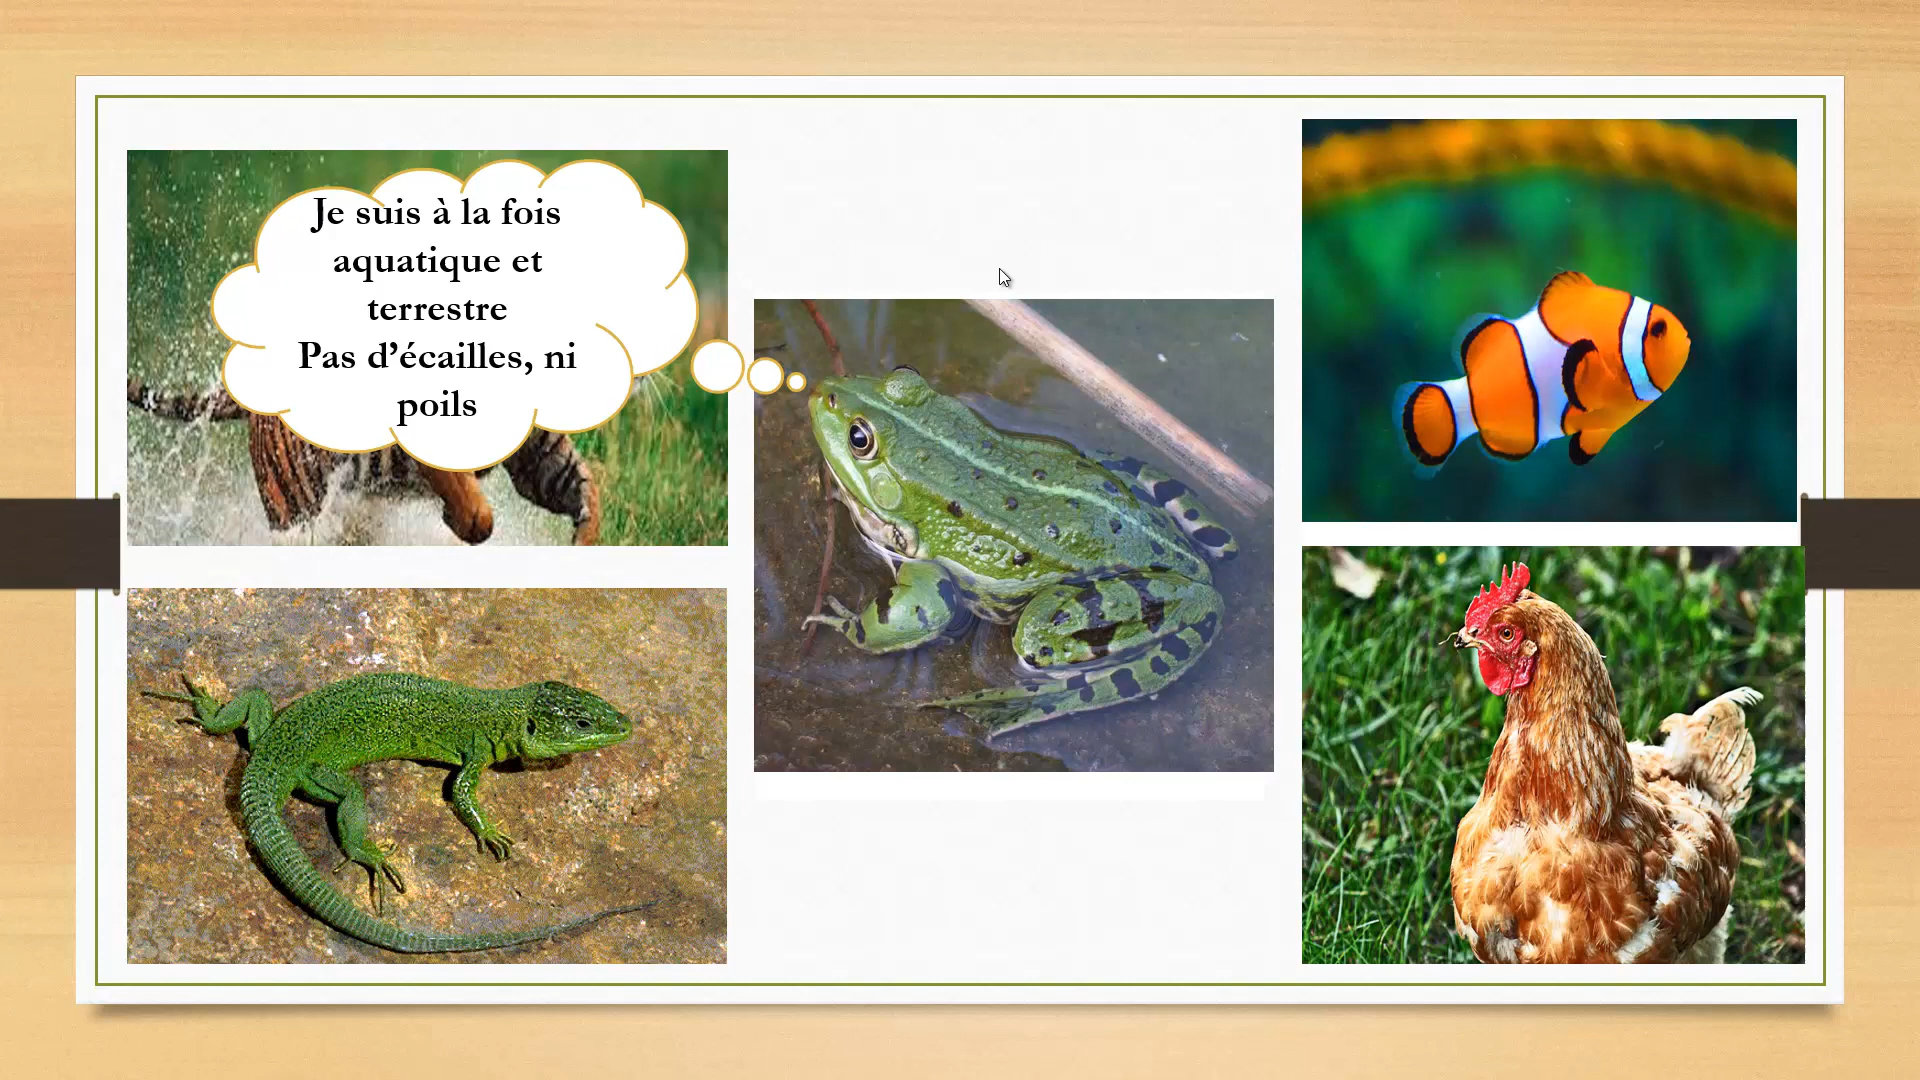 Je suis à la fois
aquatique et
terrestre
Pas d’écailles, ni
poils